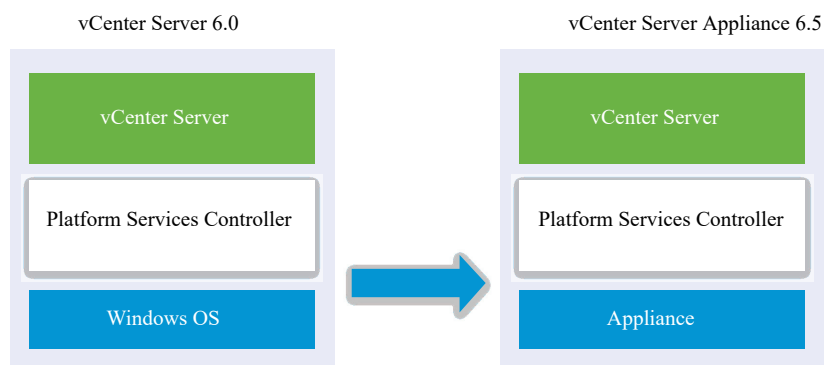 vCenter Server 6.0
vCenter Server
Platform Services Controller
Windows OS
vCenter Server Appliance 6.5
vCenter Server
Platform Services Controller
Appliance